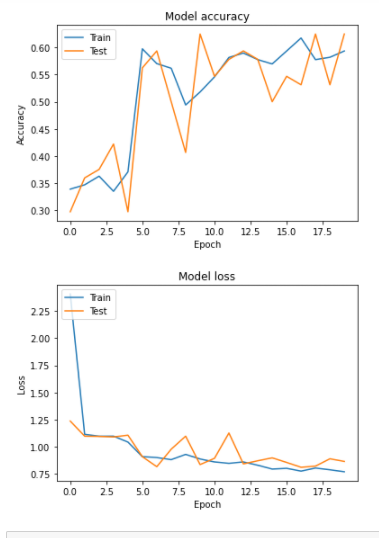 Model accuracy
Train
Test
0.60
0.55
0.50
0.45
0.40
0.35
0.30
Accuracy
0.0 2.5 5.0 7.5 10.0 12.5 15.0 17.5
Epoch
Model loss
Train
Test
2.25
2.00
1.75
1.50
1.25
1.00
0.75
Loss
0.0 2.5 5.0 7.5 10.0 12.5 15.0 17.5
Epoch